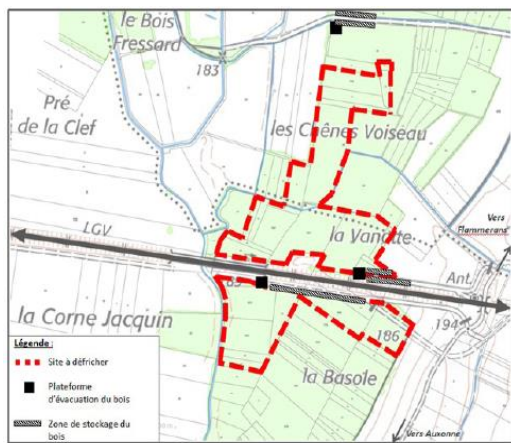 le Bois
Fressard
183
Pré
de la Clef
les Chênes Voiseau
Vers
Flammerans
LGV
la Vanotte
Ant.
la Corne Jacquin
186
194
Légende :
Site à défricher
Plateforme
d'évacuation du bois
Zone de stockage du
bois
la Basole
Vers Auxonne